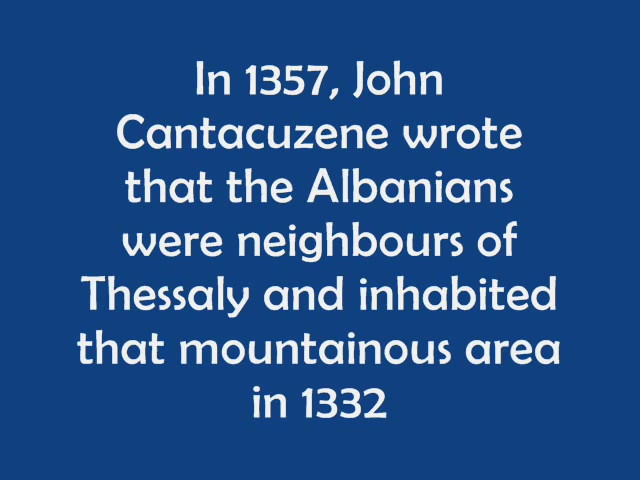 In 1357, John
Cantacuzene wrote
that the Albanians
were neighbours of
Thessaly and inhabited
that mountainous area
in 1332